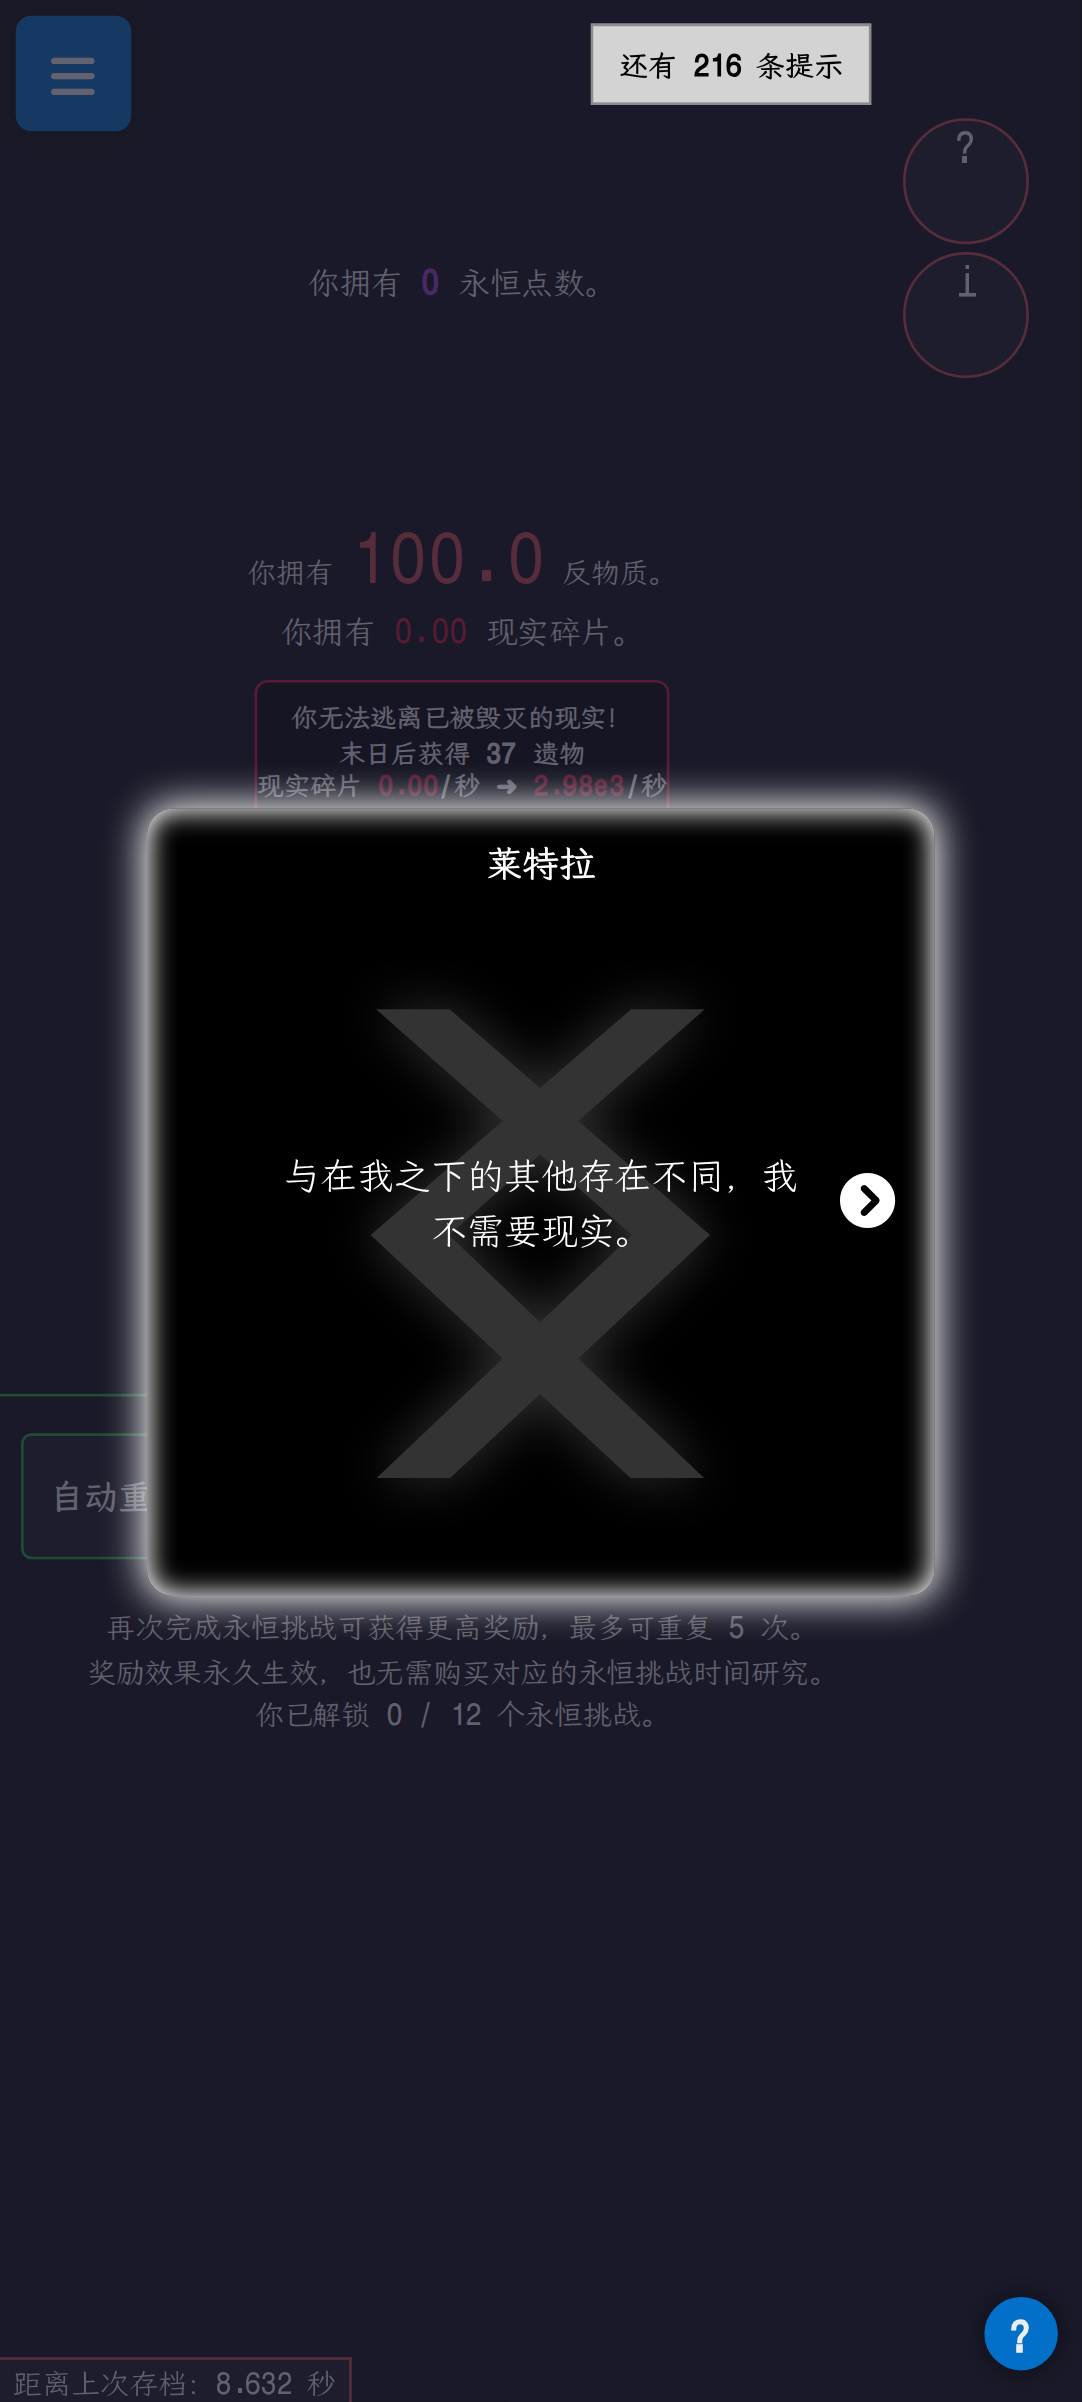 还有 216 条提示
?
i
你拥有 0 永恒点数。
你拥有 100.0 反物质。
你拥有 0.00 现实碎片。
你无法逃离已被毁灭的现实!
末日后获得 37 遗物
现实碎片 0.00/秒 ➜ 2.98e3/秒
莱特拉
与在我之下的其他存在不同, 我
不需要现实。
自动重
再次完成永恒挑战可获得更高奖励, 最多可重复 5 次。
奖励效果永久生效, 也无需购买对应的永恒挑战时间研究。
你已解锁 0 / 12 个永恒挑战。
?
距离上次存档: 8.632 秒